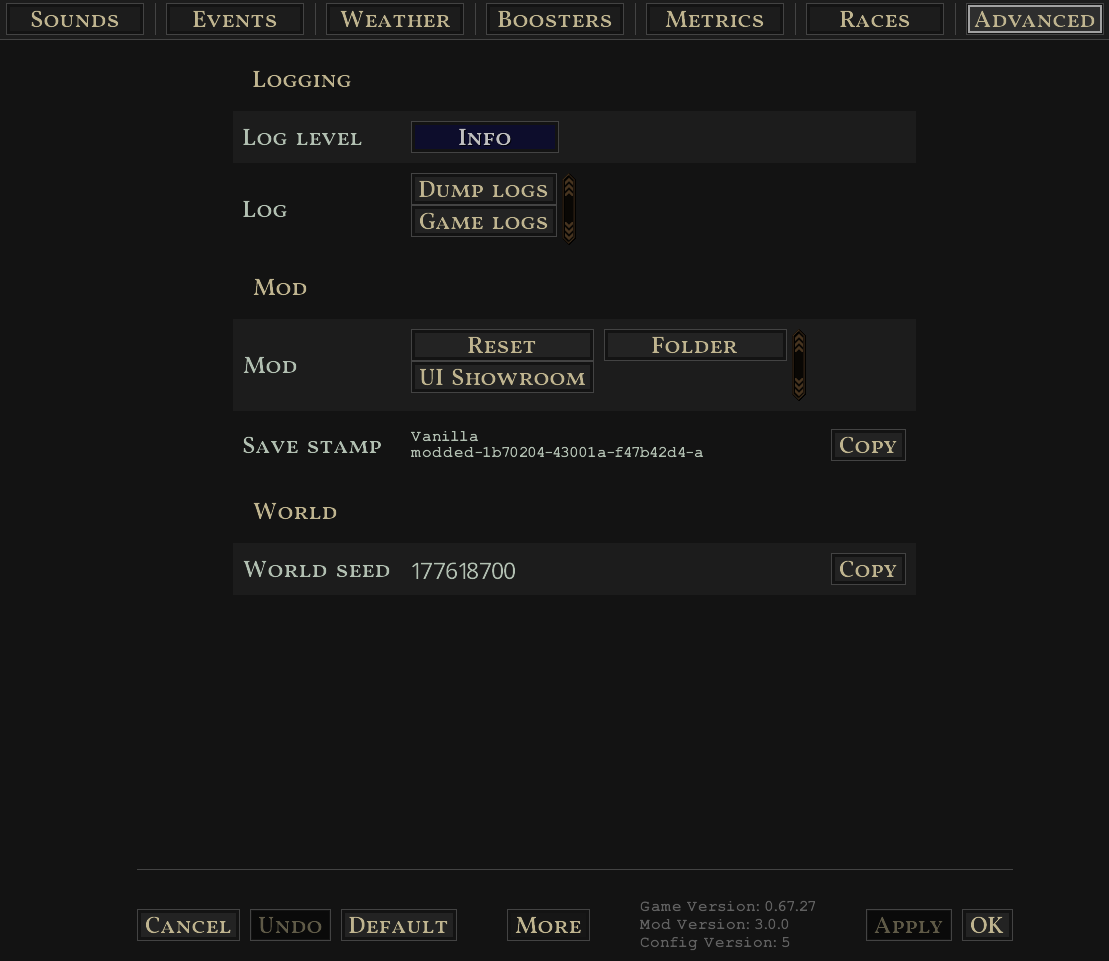 Sounds Events Weather Boosters Metrics Races Advanced
Logging
Log level Info
Log
Dump logs
Game logs
Mod
Mod
Reset Folder
UI Showroom
Save stamp
Vanilla
modded-1b70204-43001a-f47b42d4-a
Copy
World
World seed 177618700 Copy
Cancel Undo Default More
Game Version: 0.67.27
Mod Version: 3.0.0
Config Version: 5
Apply OK